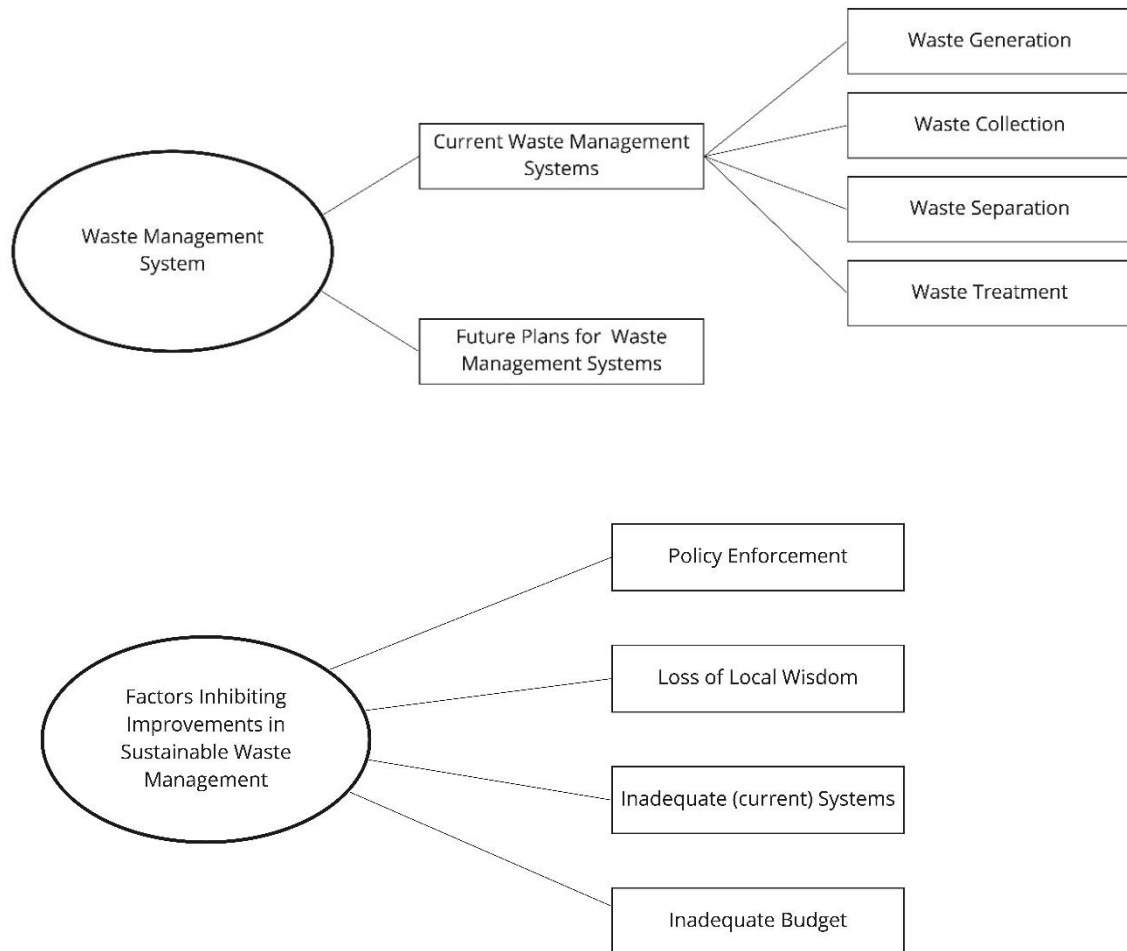 Waste Generation
Current Waste Management
Systems
Waste Collection
Waste Management
System
Waste Separation
Waste Treatment
Future Plans for  Waste
Management Systems
Policy Enforcement
Factors Inhibiting
Improvements in
Sustainable Waste
Management
Loss of Local Wisdom
Inadequate (current) Systems
Inadequate Budget